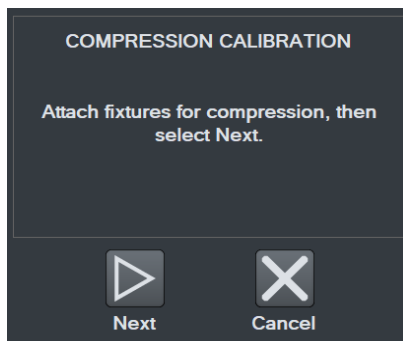 COMPRESSION CALIBRATION
Attach fixtures for compression, then
select Next.
Next
Cancel